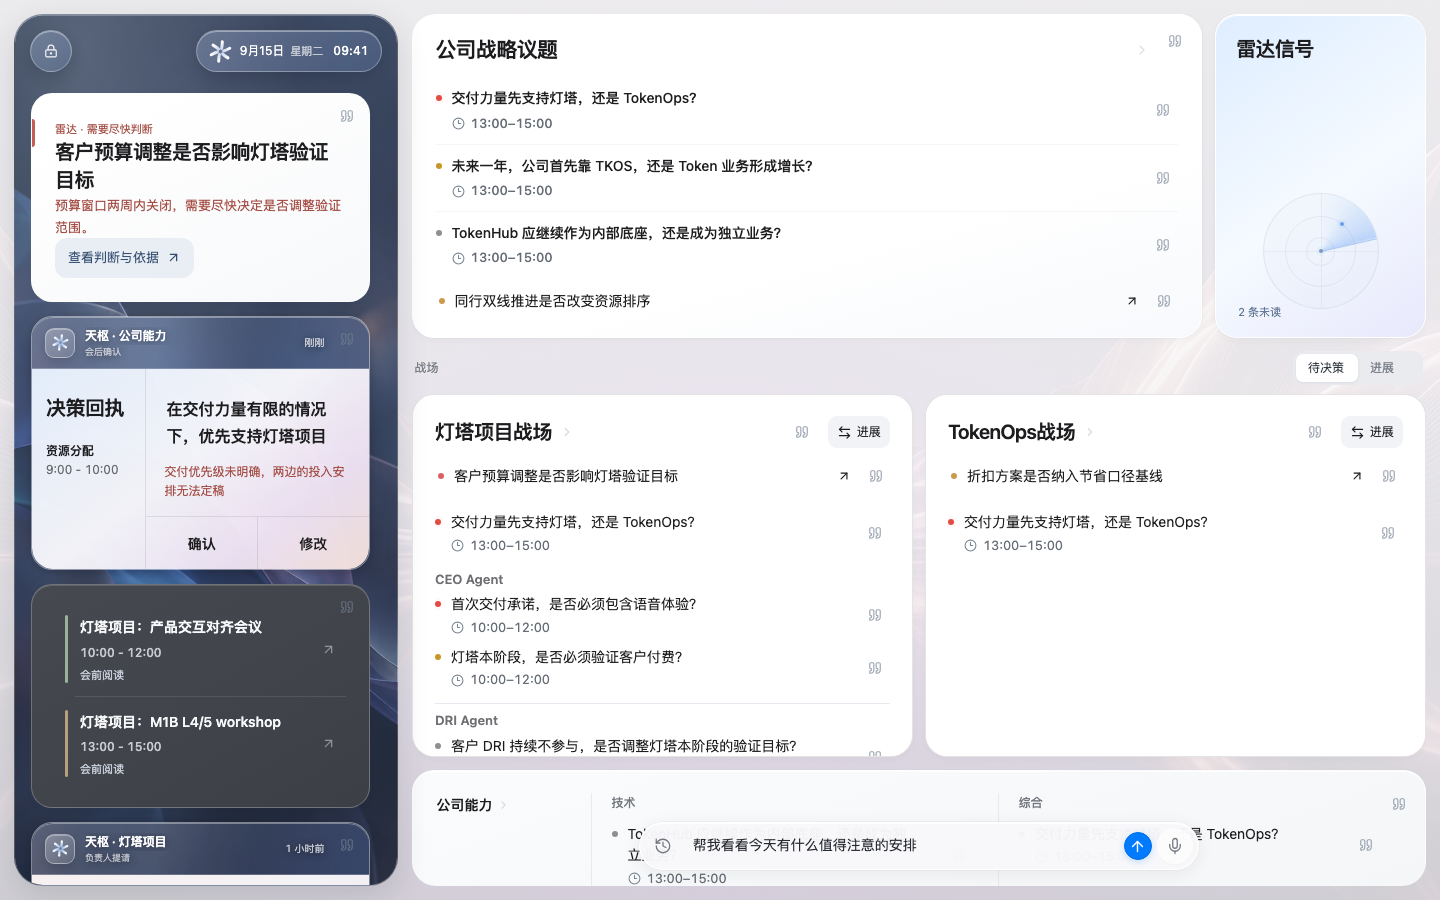 9月15日 星期二 09:41
雷达 · 需要尽快判断
客户预算调整是否影响灯塔验证
目标
预算窗口两周内关闭，需要尽快决定是否调整验证
范围。
查看判断与依据
天枢 · 公司能力
会后确认
刚刚
决策回执
资源分配
9:00 - 10:00
在交付力量有限的情况
下，优先支持灯塔项目
交付优先级未明确，两边的投入安
排无法定稿
确认
修改
灯塔项目：产品交互对齐会议
10:00 - 12:00
会前阅读
灯塔项目：M1B L4/5 workshop
13:00 - 15:00
会前阅读
天枢 · 灯塔项目
负责人提请
1 小时前
公司战略议题
交付力量先支持灯塔，还是 TokenOps?
13:00–15:00
未来一年，公司首先靠 TKOS，还是 Token 业务形成增长?
13:00–15:00
TokenHub 应继续作为内部底座，还是成为独立业务?
13:00–15:00
同行双线推进是否改变资源排序
雷达信号
2 条未读
战场
待决策
进展
灯塔项目战场
进展
客户预算调整是否影响灯塔验证目标
交付力量先支持灯塔，还是 TokenOps?
13:00–15:00
CEO Agent
首次交付承诺，是否必须包含语音体验?
10:00–12:00
灯塔本阶段，是否必须验证客户付费?
10:00–12:00
DRI Agent
客户 DRI 持续不参与，是否调整灯塔本阶段的验证目标?
TokenOps战场
进展
折扣方案是否纳入节省口径基线
交付力量先支持灯塔，还是 TokenOps?
13:00–15:00
公司能力
技术
13:00–15:00
综合
是 TokenOps?
帮我看看今天有什么值得注意的安排